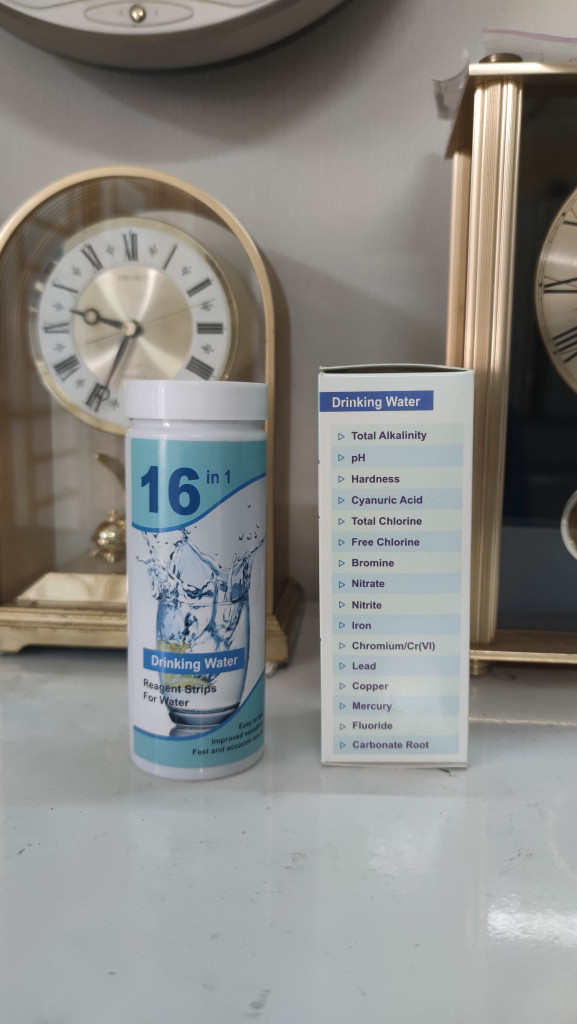 SEIKO
16 in 1
Drinking Water
Reagent Strips
For Water
Drinking Water
Total Alkalinity
pH
Hardness
Cyanuric Acid
Total Chlorine
Free Chlorine
Bromine
Nitrate
Nitrite
Iron
Chromium/Cr(VI)
Lead
Copper
Mercury
Fluoride
Carbonate Root